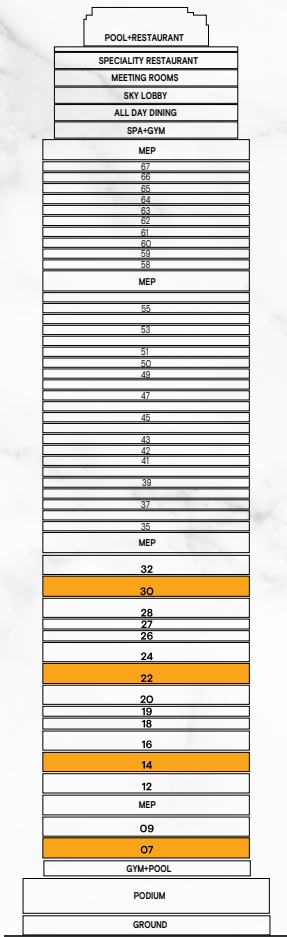 POOL+RESTAURANT
SPECIALITY RESTAURANT
MEETING ROOMS
SKY LOBBY
ALL DAY DINING
SPA+GYM
MEP
67
66
65
64
63
62
61
60
59
58
MEP
55
53
51
50
49
47
45
43
42
41
39
37
35
MEP
32
30
28
27
26
24
22
20
19
18
16
14
12
MEP
09
07
GYM+POOL
PODIUM
GROUND